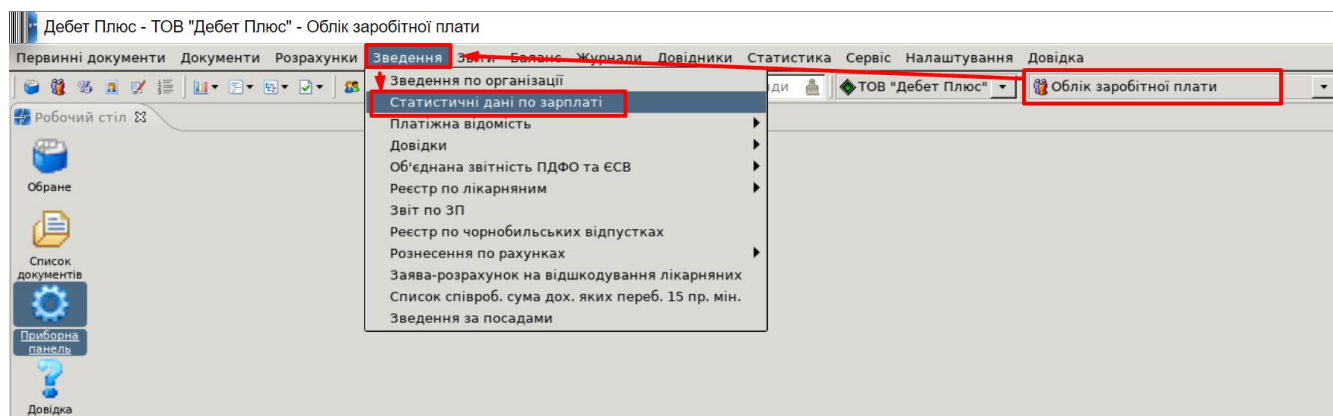 Дебет Плюс - ТОВ "Дебет Плюс" - Облік заробітної плати
Первинні документи Документи Розрахунки Зведення Звіти Баланс Журнали Довідники Статистика Сервіс Налаштування Довідка
ди ТОВ "Дебет Плюс" Облік заробітної плати
Робочий стіл
Зведення по організації
Статистичні дані по зарплаті
Платіжна відомість
Довідки
Об'єднана звітність ПДФО та ЄСВ
Реєстр по лікарняним
Звіт по ЗП
Реєстр по чорнобильських відпустках
Рознесення по рахунках
Заява-розрахунок на відшкодування лікарняних
Список співроб. сума дох. яких переб. 15 пр. мін.
Зведення за посадами
Обране
Список
документів
Приборна
панель
Довідка